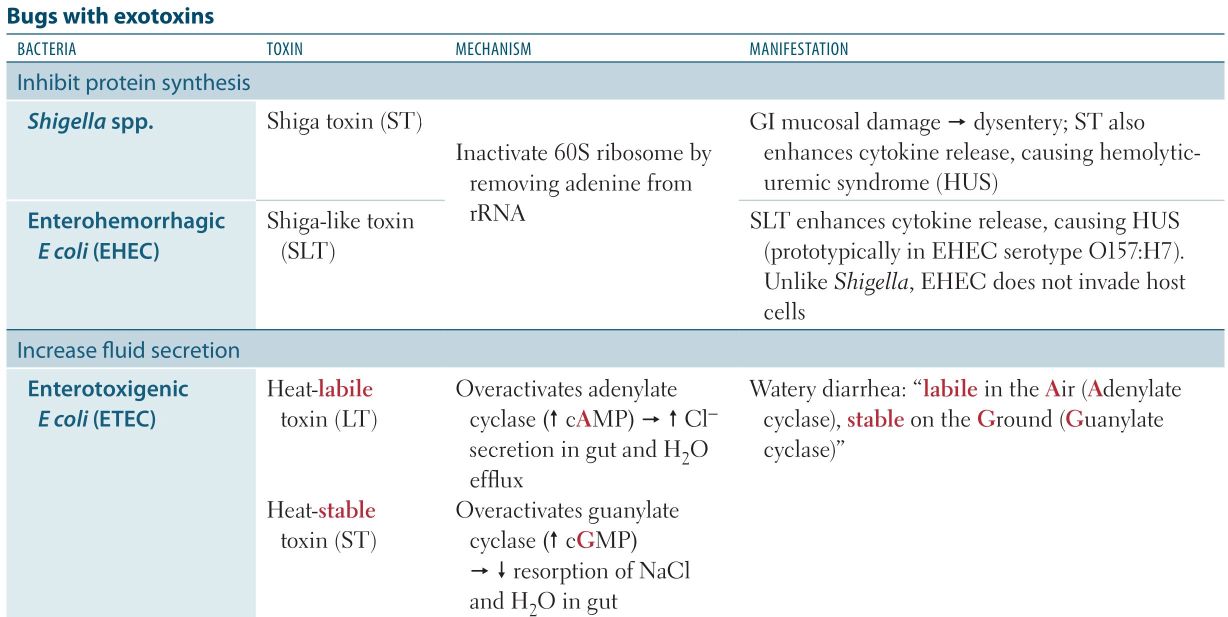 Bugs with exotoxins
BACTERIA TOXIN MECHANISM MANIFESTATION
Inhibit protein synthesis
Shigella spp.
Shiga toxin (ST)
Inactivate 60S ribosome by
removing adenine from
rRNA
GI mucosal damage → dysentery; ST also
enhances cytokine release, causing hemolytic-
uremic syndrome (HUS)
Enterohemorrhagic
E coli (EHEC)
Shiga-like toxin
(SLT)
SLT enhances cytokine release, causing HUS
(prototypically in EHEC serotype O157:H7).
Unlike Shigella, EHEC does not invade host
cells
Increase fluid secretion
Enterotoxigenic
E coli (ETEC)
Heat-labile
toxin (LT)
Overactivates adenylate
cyclase (↑ cAMP) → ↑ Cl⁻
secretion in gut and H₂O
efflux
Watery diarrhea: “labile in the Air (Adenylate
cyclase), stable on the Ground (Guanylate
cyclase)”
Heat-stable
toxin (ST)
Overactivates guanylate
cyclase (↑ cGMP)
→ ↓ resorption of NaCl
and H₂O in gut